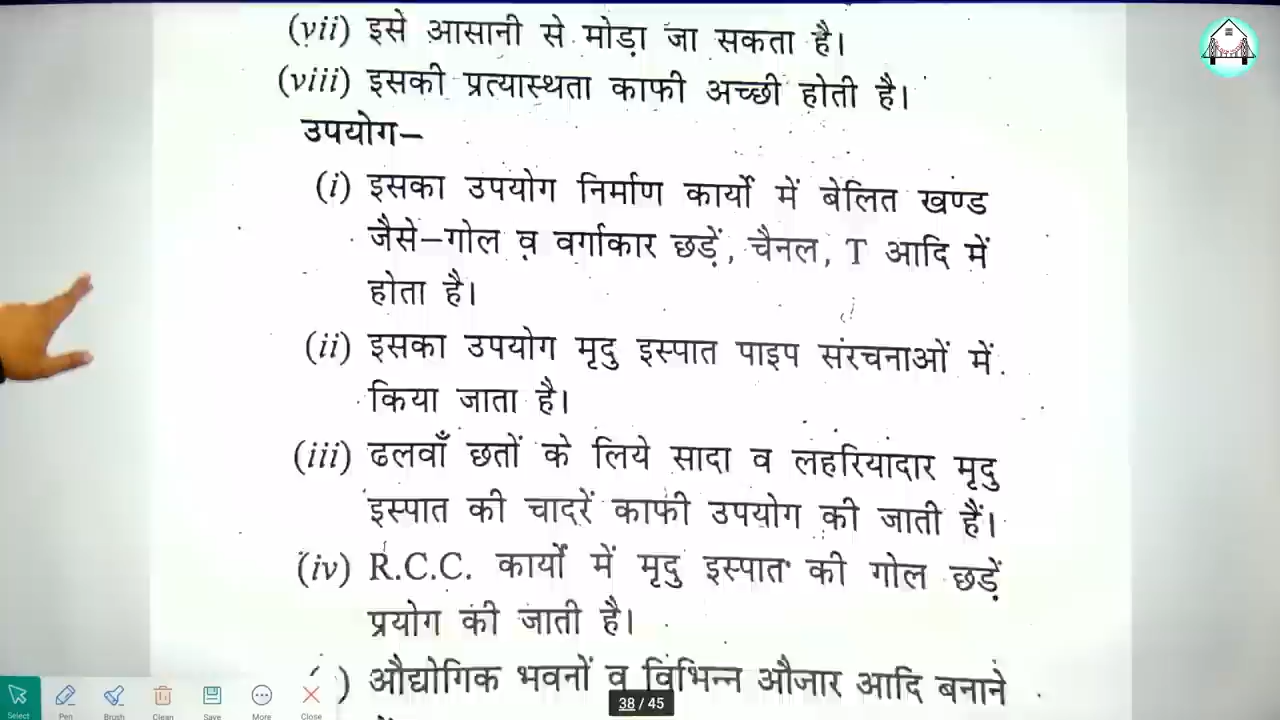 (vii) इसे आसानी से मोड़ा जा सकता है।
(viii) इसकी प्रत्यास्थता काफी अच्छी होती है।
उपयोग–
(i) इसका उपयोग निर्माण कार्यों में बेलित खण्ड
जैसे–गोल व वर्गाकार छड़ें, चैनल, T आदि में
होता है।
(ii) इसका उपयोग मृदु इस्पात पाइप संरचनाओं में
किया जाता है।
(iii) ढलवाँ छतों के लिये सादा व लहरियादार मृदु
इस्पात की चादरें काफी उपयोग की जाती हैं।
(iv) R.C.C. कार्यों में मृदु इस्पात की गोल छड़ें
प्रयोग की जाती है।
( ) औद्योगिक भवनों व विभिन्न औजार आदि बनाने
Select Pen Brush Clean Save More Close
38 / 45